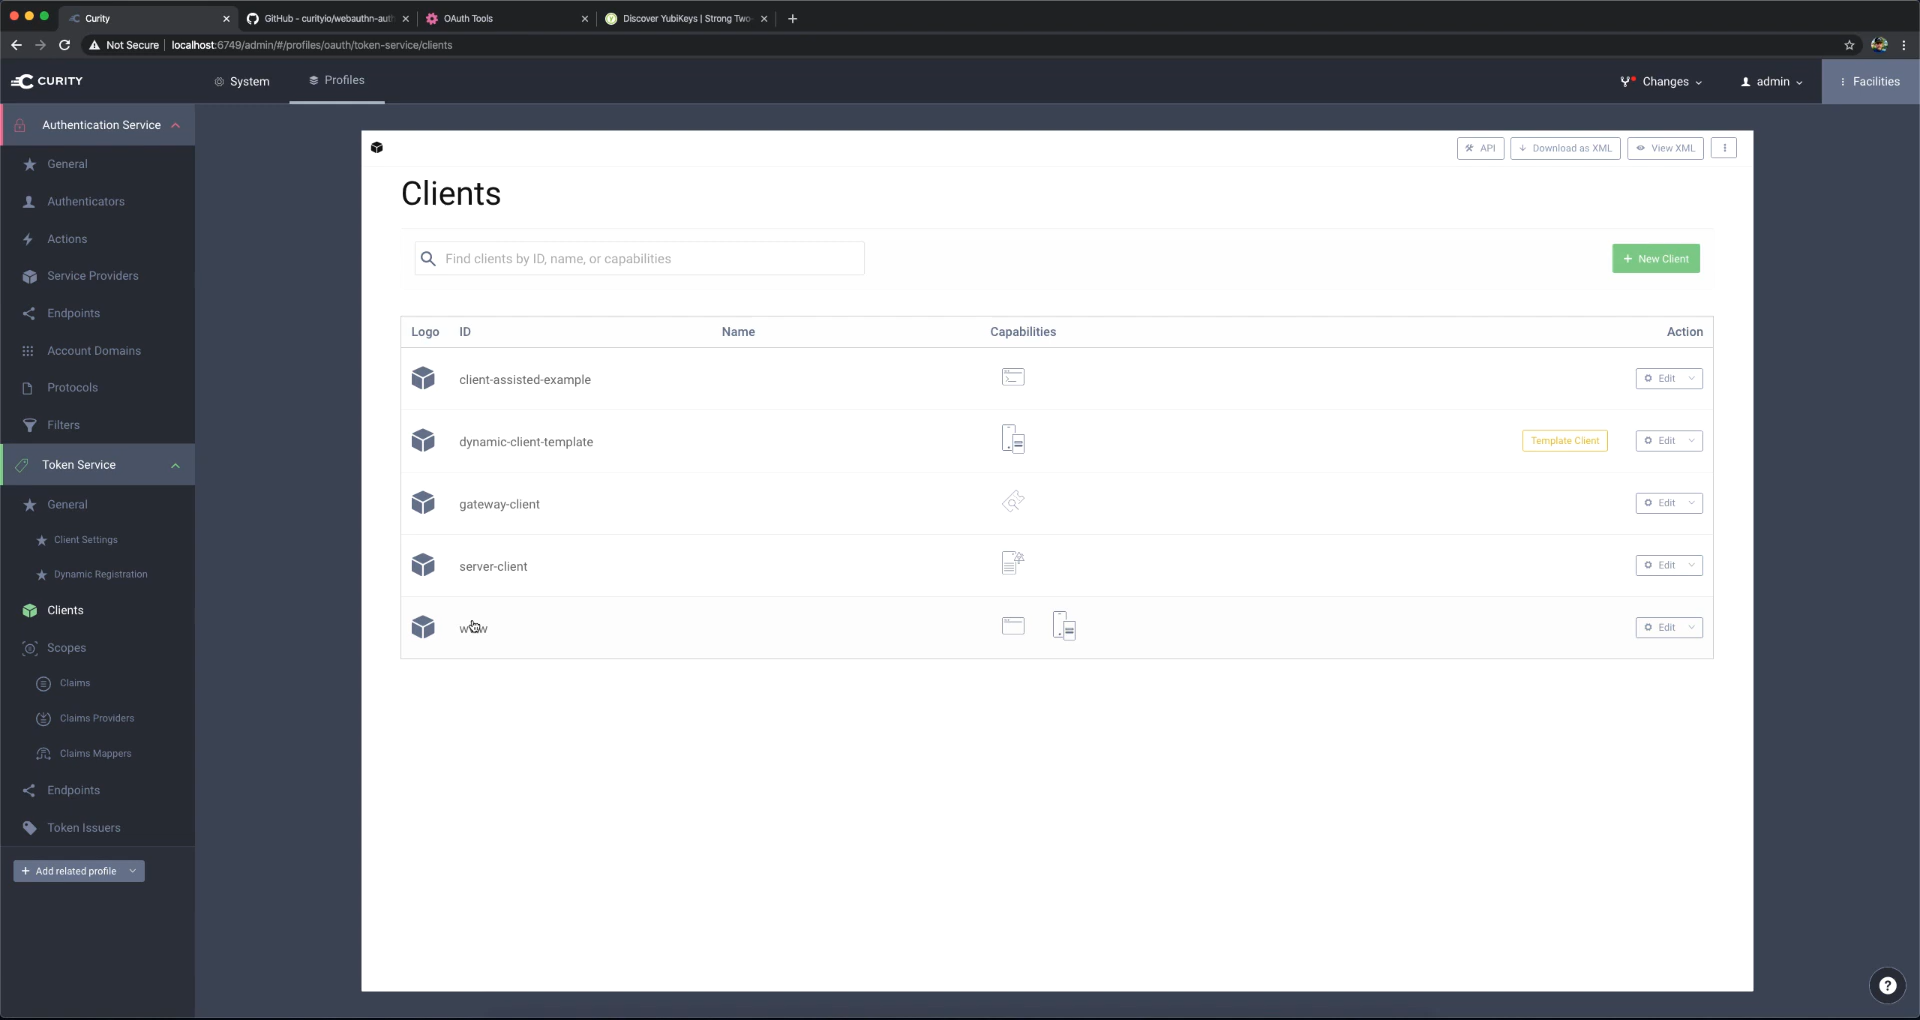 Curity
GitHub - curityio/webauthn-auth
OAuth Tools
Discover YubiKeys | Strong Two-
Not Secure
localhost:6749/admin/#/profiles/oauth/token-service/clients
CURITY
System
Profiles
Changes
admin
Facilities
Authentication Service
General
Authenticators
Actions
Service Providers
Endpoints
Account Domains
Protocols
Filters
Token Service
General
Client Settings
Dynamic Registration
Clients
Scopes
Claims
Claims Providers
Claims Mappers
Endpoints
Token Issuers
+ Add related profile
API
Download as XML
View XML
Clients
Find clients by ID, name, or capabilities
+ New Client
Logo ID Name Capabilities Action
client-assisted-example Edit
dynamic-client-template Template Client Edit
gateway-client Edit
server-client Edit
Edit
?